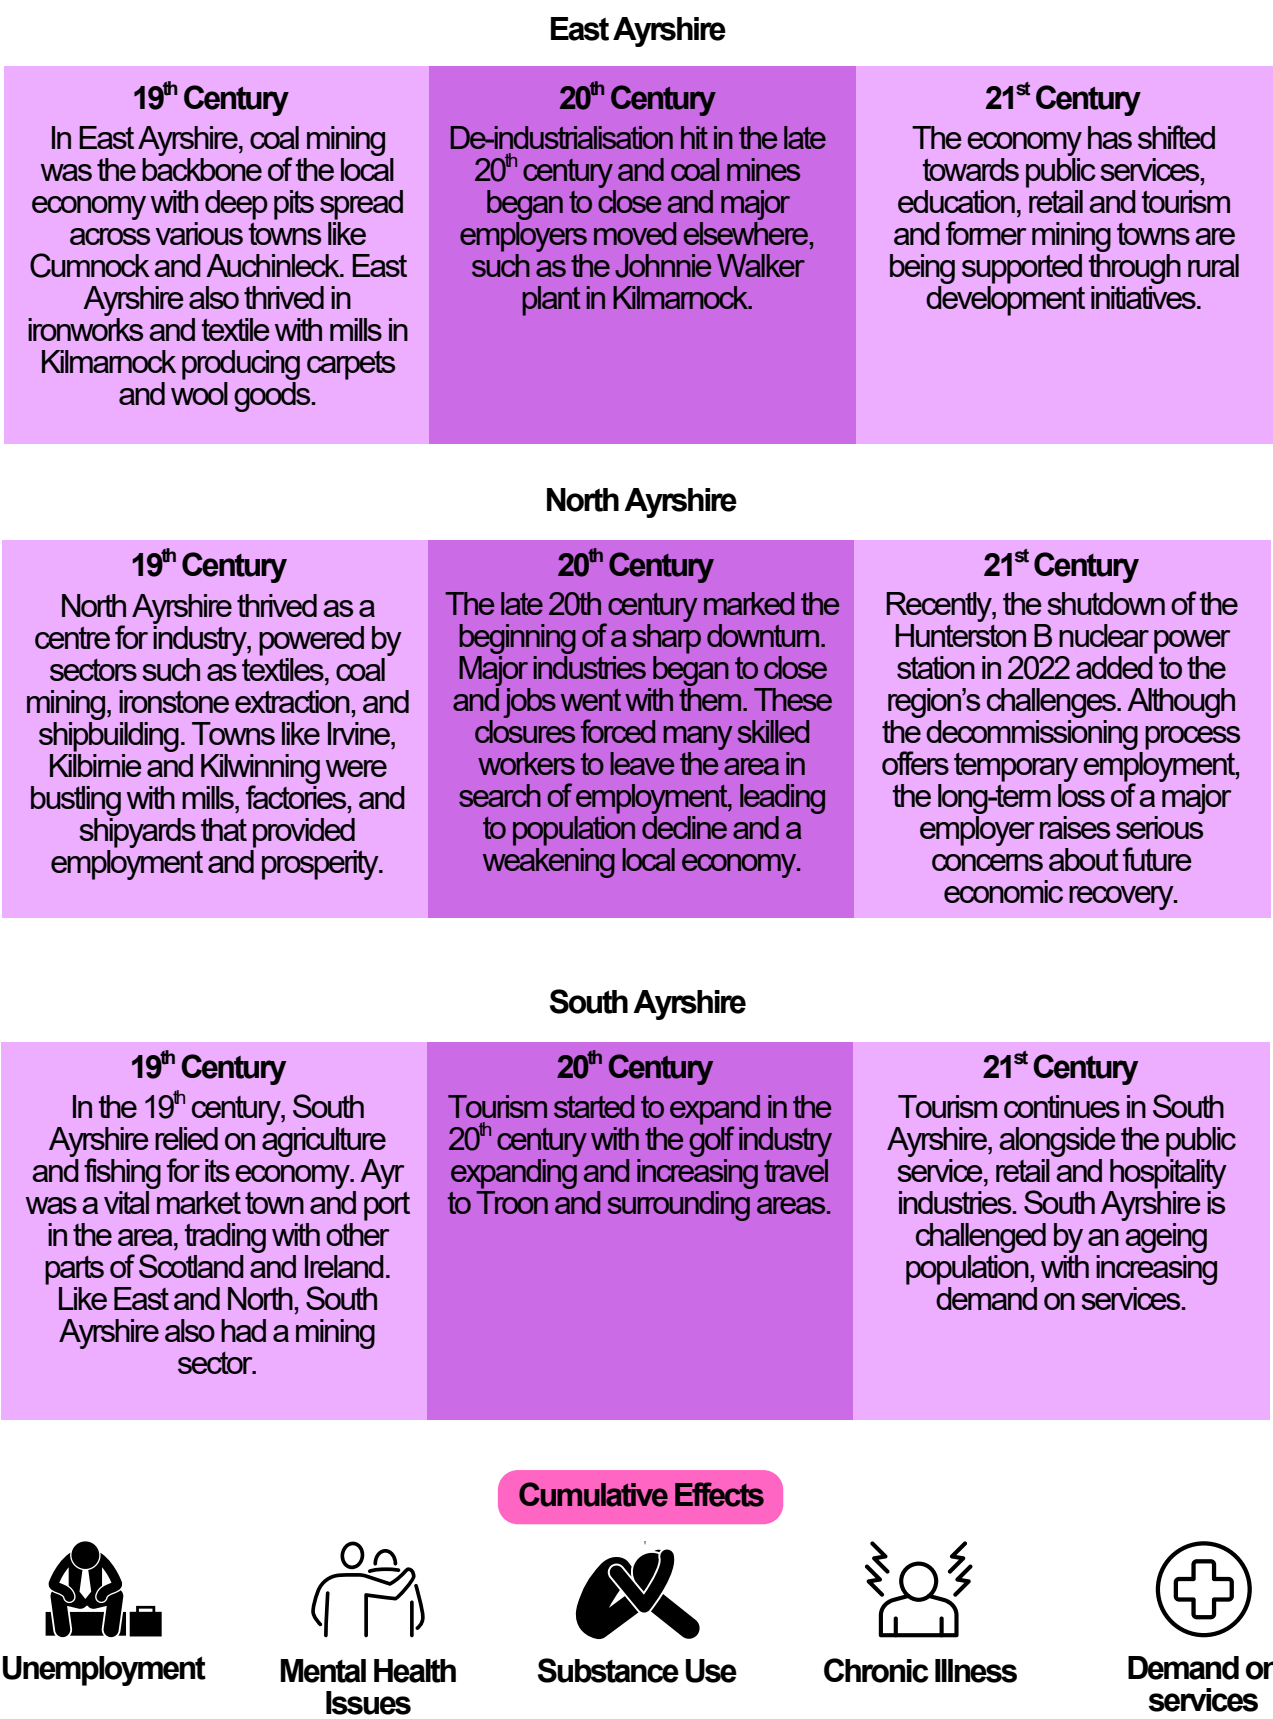 East Ayrshire
19th Century
In East Ayrshire, coal mining
was the backbone of the local
economy with deep pits spread
across various towns like
Cumnock and Auchinleck. East
Ayrshire also thrived in
ironworks and textile with mills in
Kilmarnock producing carpets
and wool goods.
20th Century
De-industrialisation hit in the late
20th century and coal mines
began to close and major
employers moved elsewhere,
such as the Johnnie Walker
plant in Kilmarnock.
21st Century
The economy has shifted
towards public services,
education, retail and tourism
and former mining towns are
being supported through rural
development initiatives.
North Ayrshire
19th Century
North Ayrshire thrived as a
centre for industry, powered by
sectors such as textiles, coal
mining, ironstone extraction, and
shipbuilding. Towns like Irvine,
Kilbirnie and Kilwinning were
bustling with mills, factories, and
shipyards that provided
employment and prosperity.
20th Century
The late 20th century marked the
beginning of a sharp downturn.
Major industries began to close
and jobs went with them. These
closures forced many skilled
workers to leave the area in
search of employment, leading
to population decline and a
weakening local economy.
21st Century
Recently, the shutdown of the
Hunterston B nuclear power
station in 2022 added to the
region’s challenges. Although
the decommissioning process
offers temporary employment,
the long-term loss of a major
employer raises serious
concerns about future
economic recovery.
South Ayrshire
19th Century
In the 19th century, South
Ayrshire relied on agriculture
and fishing for its economy. Ayr
was a vital market town and port
in the area, trading with other
parts of Scotland and Ireland.
Like East and North, South
Ayrshire also had a mining
sector.
20th Century
Tourism started to expand in the
20th century with the golf industry
expanding and increasing travel
to Troon and surrounding areas.
21st Century
Tourism continues in South
Ayrshire, alongside the public
service, retail and hospitality
industries. South Ayrshire is
challenged by an ageing
population, with increasing
demand on services.
Cumulative Effects
Unemployment
Mental Health
Issues
Substance Use
Chronic Illness
Demand on
services